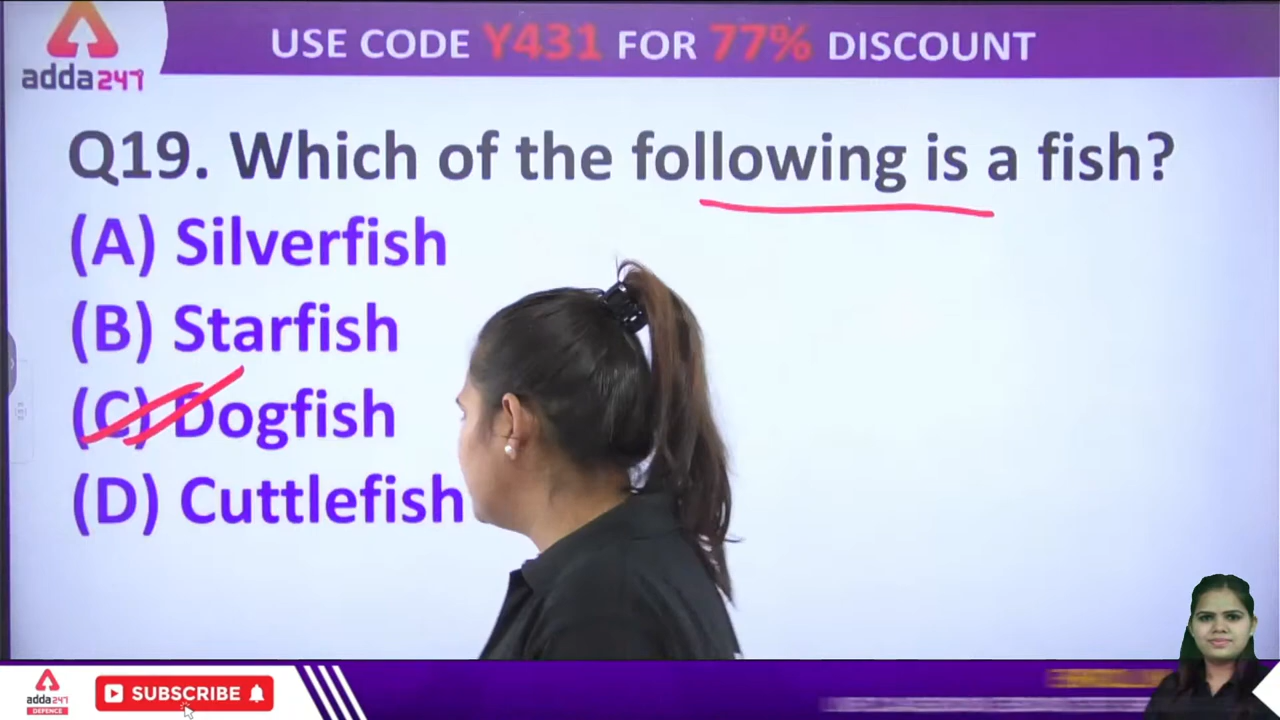 USE CODE Y431 FOR 77% DISCOUNT
adda247
Q19. Which of the following is a fish?
(A) Silverfish
(B) Starfish
(C) Dogfish
(D) Cuttlefish
adda247
DEFENCE
SUBSCRIBE